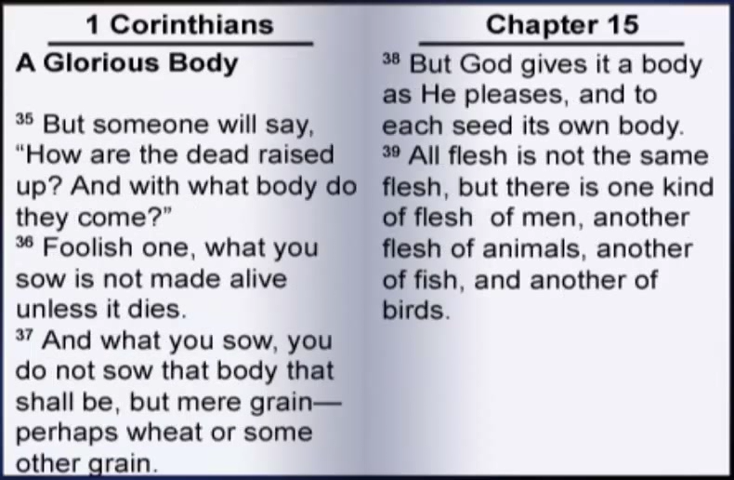 1 Corinthians
A Glorious Body
³⁵ But someone will say,
“How are the dead raised
up? And with what body do
they come?”
³⁶ Foolish one, what you
sow is not made alive
unless it dies.
³⁷ And what you sow, you
do not sow that body that
shall be, but mere grain—
perhaps wheat or some
other grain.
Chapter 15
³⁸ But God gives it a body
as He pleases, and to
each seed its own body.
³⁹ All flesh is not the same
flesh, but there is one kind
of flesh of men, another
flesh of animals, another
of fish, and another of
birds.